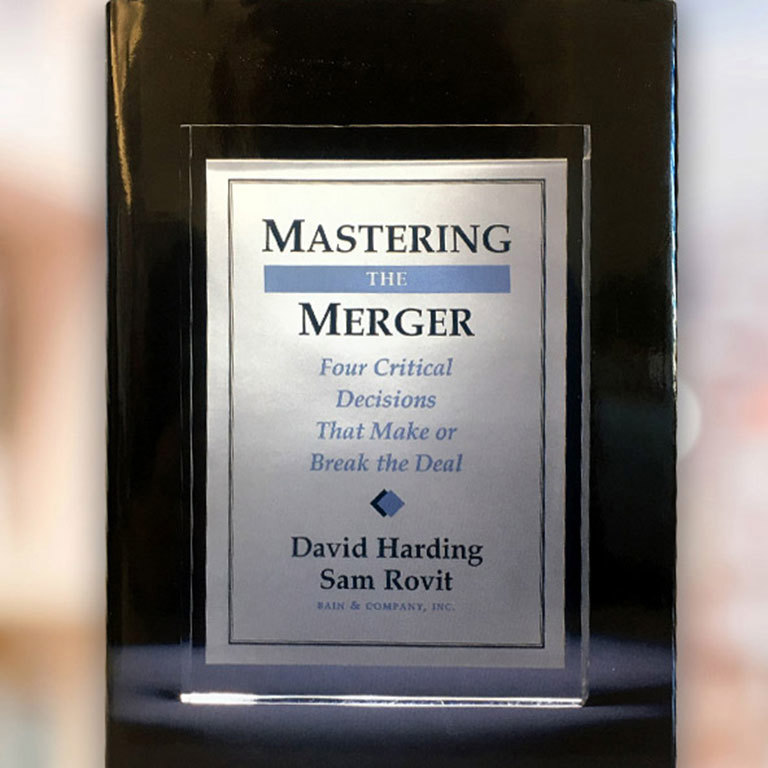 MASTERING
THE
MERGER
Four Critical
Decisions
That Make or
Break the Deal
David Harding
Sam Rovit
BAIN & COMPANY, INC.